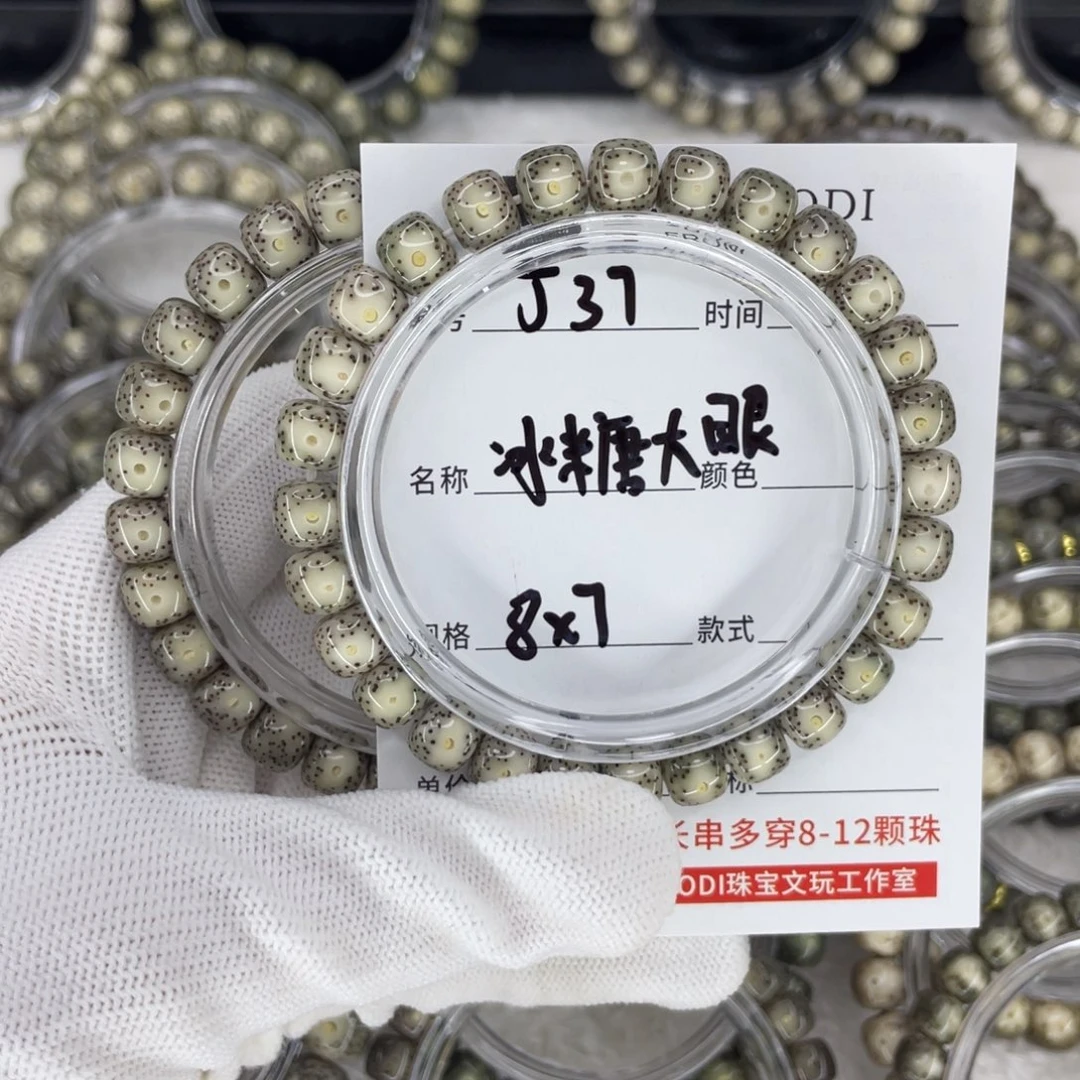 ODI
J37 时间
名称 冰糖大眼 颜色
规格 8x7 款式
单价
长串多穿8-12颗珠
ODI珠宝文玩工作室